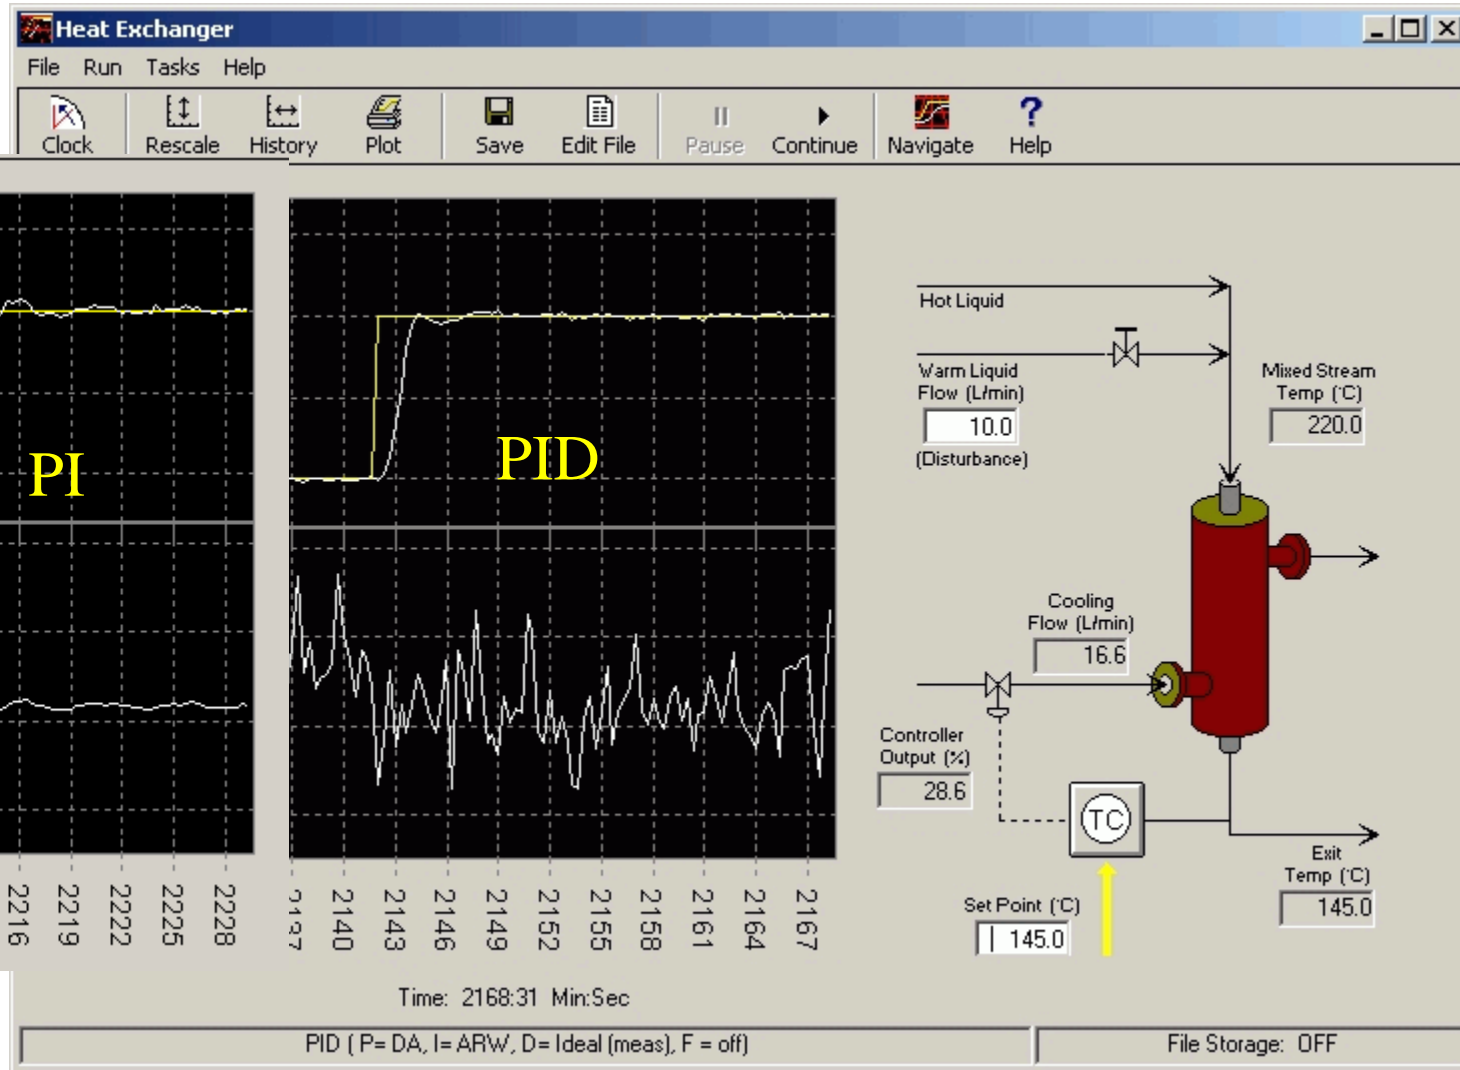 Heat Exchanger
File Run Tasks Help
Clock Rescale History Plot Save Edit File Pause Continue Navigate Help
PI
PID
2216 2219 2222 2225 2228
2137 2140 2143 2146 2149 2152 2155 2158 2161 2164 2167
Time: 2168:31 Min:Sec
Hot Liquid
Warm Liquid
Flow (L/min)
10.0
(Disturbance)
Mixed Stream
Temp (°C)
220.0
Cooling
Flow (L/min)
16.6
Controller
Output (%)
28.6
TC
Set Point (°C)
145.0
Exit
Temp (°C)
145.0
PID ( P= DA, I= ARW, D= Ideal (meas), F = off)
File Storage: OFF